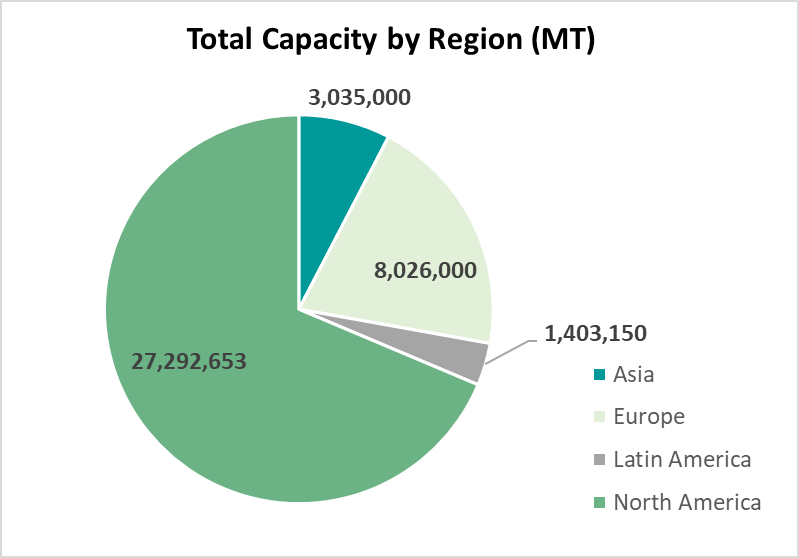 Total Capacity by Region (MT)
3,035,000
8,026,000
1,403,150
27,292,653
Asia
Europe
Latin America
North America